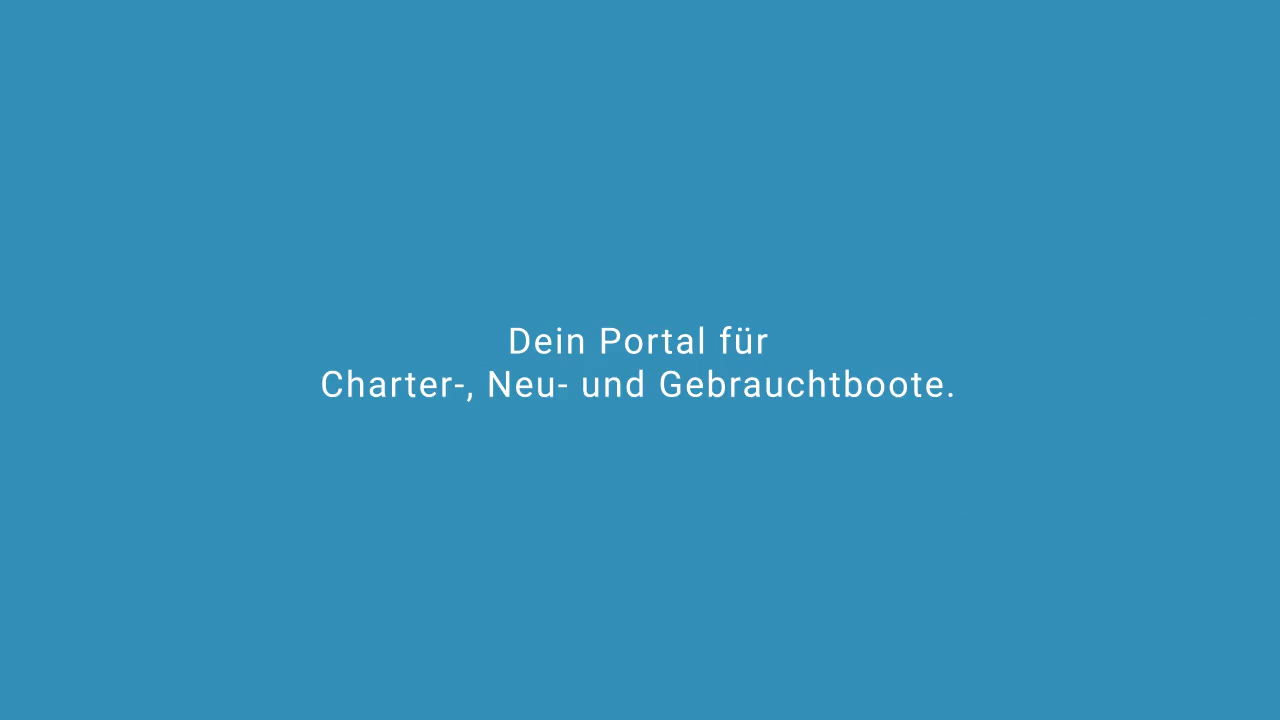 Dein Portal für
Charter-, Neu- und Gebrauchtboote.